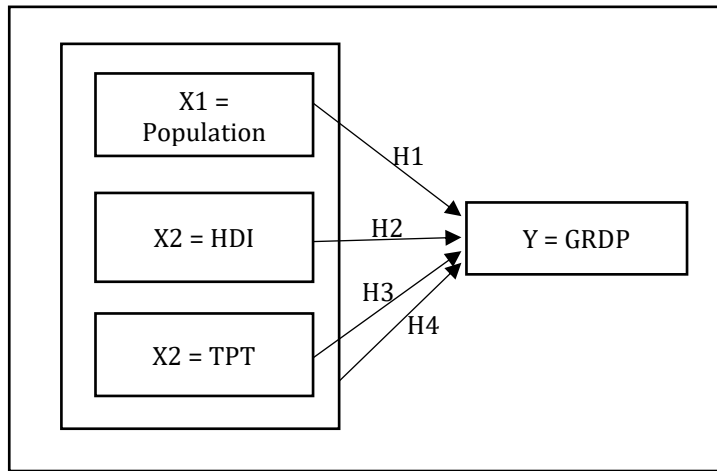 X1 =
Population
H1
X2 = HDI
H2
Y = GRDP
H3
X2 = TPT
H4